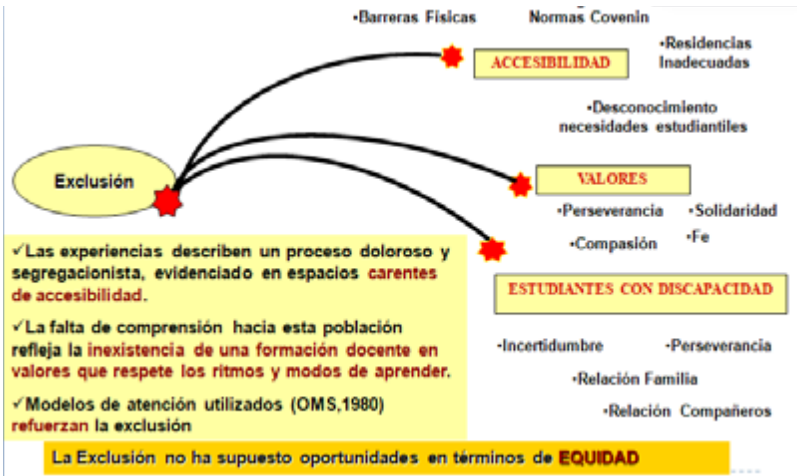 •Barreras Físicas
Normas Covenin
ACCESIBILIDAD
•Residencias
Inadecuadas
•Desconocimiento
necesidades estudiantiles
Exclusión
VALORES
•Perseverancia
•Solidaridad
•Compasión
•Fe
ESTUDIANTES CON DISCAPACIDAD
•Incertidumbre
•Perseverancia
•Relación Familia
•Relación Compañeros
✓Las experiencias describen un proceso doloroso y
segregacionista, evidenciado en espacios carentes
de accesibilidad.
✓La falta de comprensión hacia esta población
refleja la inexistencia de una formación docente en
valores que respete los ritmos y modos de aprender.
✓Modelos de atención utilizados (OMS,1980)
refuerzan la exclusión
La Exclusión no ha supuesto oportunidades en términos de EQUIDAD